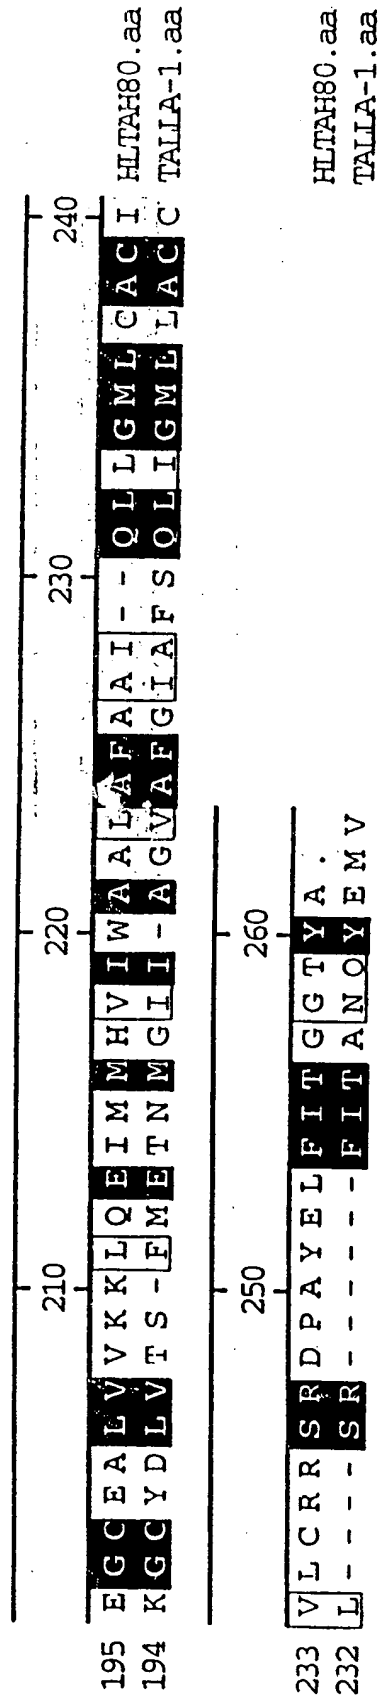 210 220 230 240
195 E G C E A L V V K K L Q E I M M H V I W A A L A F A A I - - Q L L G M L C A C I HLTAH80.aa
194 K G C Y D L V T S - F M E T N M G I I - A G V A F G I A F S Q L I G M L L A C C TALLA-1.aa
250 260
233 V L C R R S R D P A Y E L F I T G G T Y A . HLTAH80.aa
232 L - - - - S R - - - - - - F I T A N Q Y E M V TALLA-1.aa